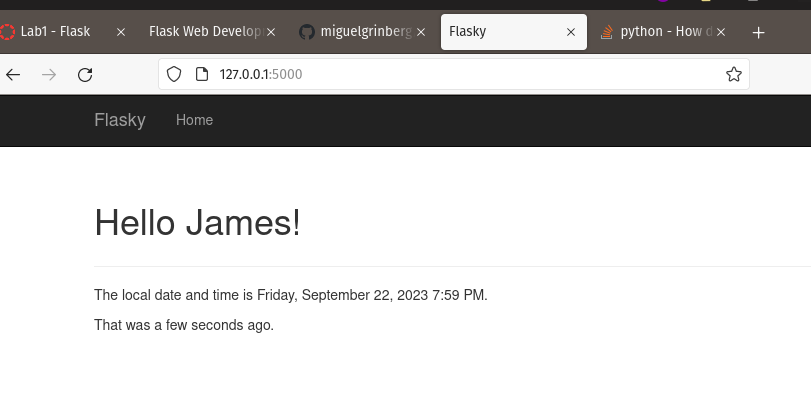 Lab1 - Flask
Flask Web Develop
miguelgrinberg
Flasky
python - How d
127.0.0.1:5000
Flasky
Home
Hello James!
The local date and time is Friday, September 22, 2023 7:59 PM.
That was a few seconds ago.